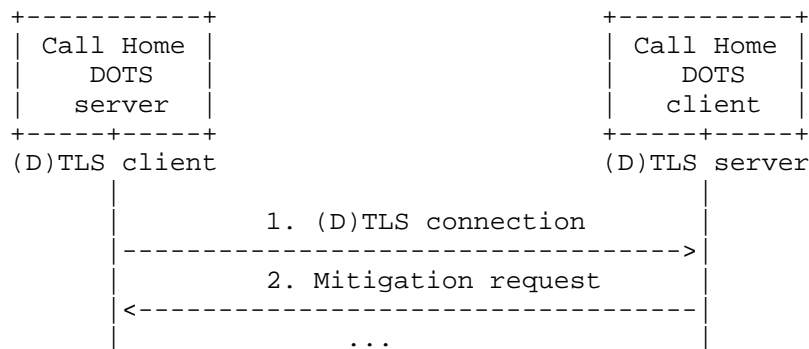 Call Home Call Home
DOTS DOTS
server client
(D)TLS client (D)TLS server
1. (D)TLS connection
2. Mitigation request
...